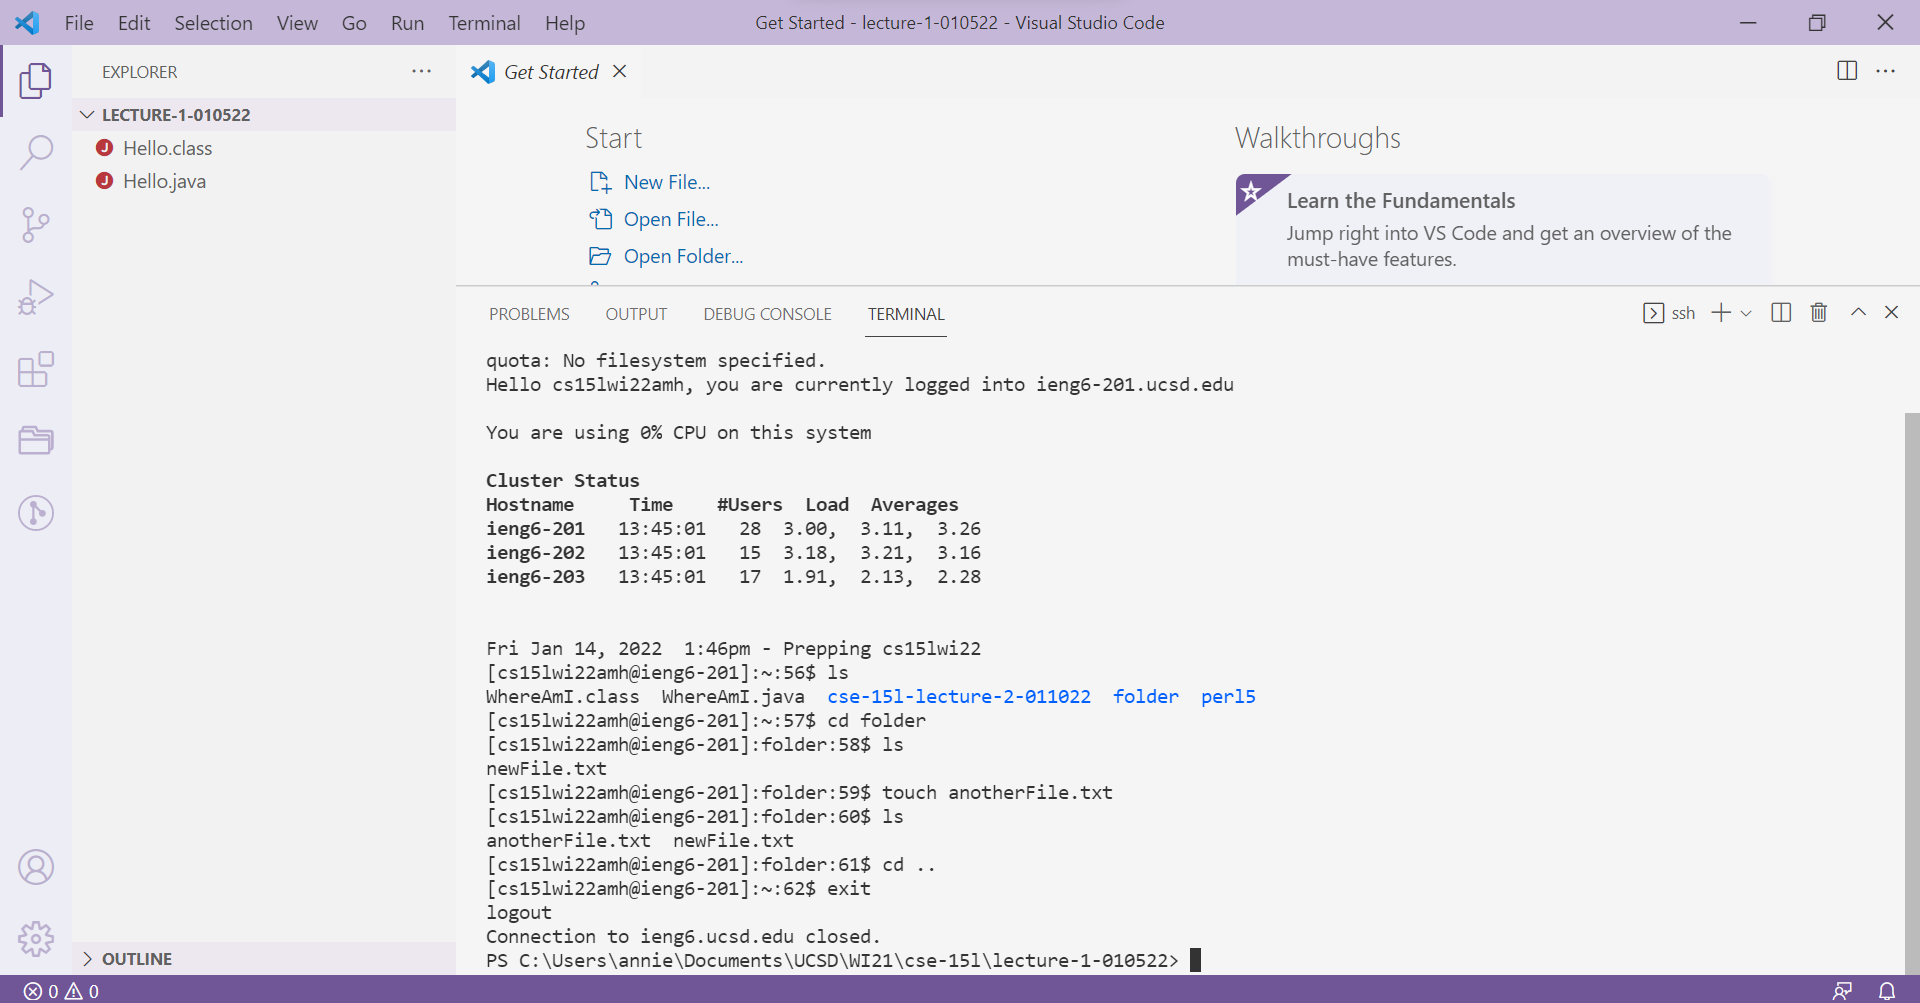 File Edit Selection View Go Run Terminal Help
Get Started - lecture-1-010522 - Visual Studio Code
EXPLORER
LECTURE-1-010522
J Hello.class
J Hello.java
OUTLINE
Get Started
Start
New File...
Open File...
Open Folder...
Walkthroughs
Learn the Fundamentals
Jump right into VS Code and get an overview of the
must-have features.
PROBLEMS OUTPUT DEBUG CONSOLE TERMINAL
ssh
quota: No filesystem specified.
Hello cs15lwi22amh, you are currently logged into ieng6-201.ucsd.edu
You are using 0% CPU on this system
Cluster Status
Hostname     Time    #Users  Load  Averages
ieng6-201   13:45:01   28  3.00,  3.11,  3.26
ieng6-202   13:45:01   15  3.18,  3.21,  3.16
ieng6-203   13:45:01   17  1.91,  2.13,  2.28
Fri Jan 14, 2022  1:46pm - Prepping cs15lwi22
[cs15lwi22amh@ieng6-201]:~:56$ ls
WhereAmI.class  WhereAmI.java  cse-15l-lecture-2-011022  folder  perl5
[cs15lwi22amh@ieng6-201]:~:57$ cd folder
[cs15lwi22amh@ieng6-201]:folder:58$ ls
newFile.txt
[cs15lwi22amh@ieng6-201]:folder:59$ touch anotherFile.txt
[cs15lwi22amh@ieng6-201]:folder:60$ ls
anotherFile.txt  newFile.txt
[cs15lwi22amh@ieng6-201]:folder:61$ cd ..
[cs15lwi22amh@ieng6-201]:~:62$ exit
logout
Connection to ieng6.ucsd.edu closed.
PS C:\Users\annie\Documents\UCSD\WI21\cse-15l\lecture-1-010522>
0 0